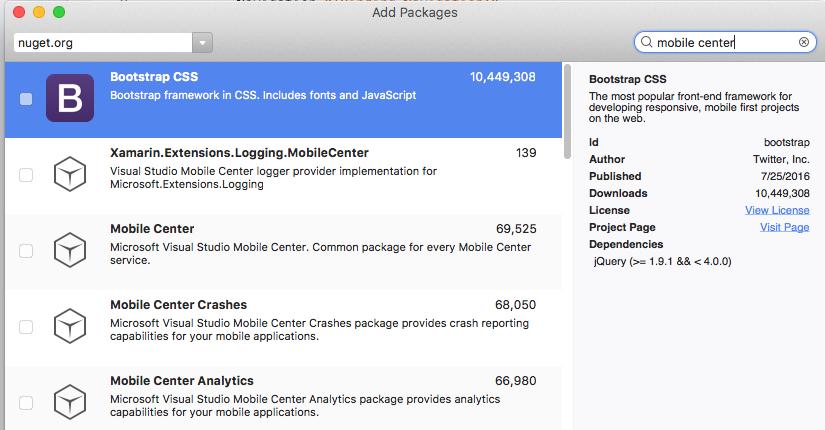 Add Packages
nuget.org
mobile center
B
Bootstrap CSS
10,449,308
Bootstrap framework in CSS. Includes fonts and JavaScript
Xamarin.Extensions.Logging.MobileCenter
139
Visual Studio Mobile Center logger provider implementation for
Microsoft.Extensions.Logging
Mobile Center
69,525
Microsoft Visual Studio Mobile Center. Common package for every Mobile Center
service.
Mobile Center Crashes
68,050
Microsoft Visual Studio Mobile Center Crashes package provides crash reporting
capabilities for your mobile applications.
Mobile Center Analytics
66,980
Microsoft Visual Studio Mobile Center Analytics package provides analytics
capabilities for your mobile applications.
Bootstrap CSS
The most popular front-end framework for
developing responsive, mobile first projects
on the web.
Id bootstrap
Author Twitter, Inc.
Published 7/25/2016
Downloads 10,449,308
License View License
Project Page Visit Page
Dependencies
jQuery (>= 1.9.1 && < 4.0.0)